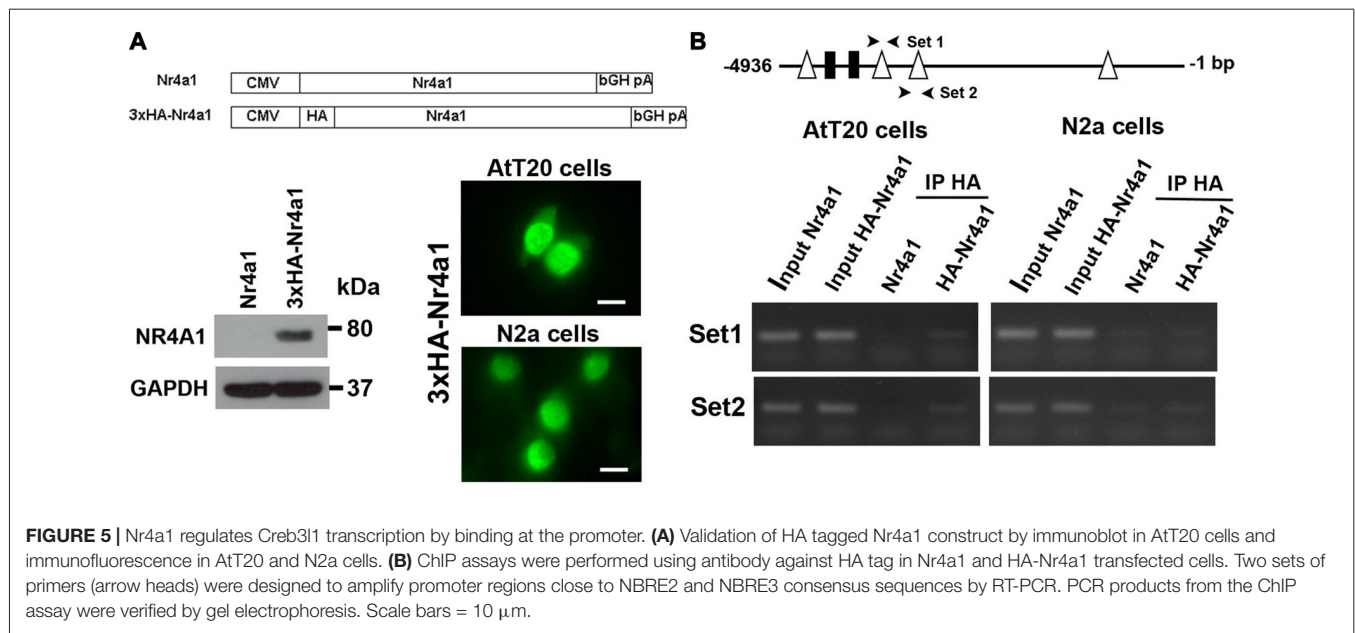 A
Nr4a1
CMV
Nr4a1
bGH pA
3xHA-Nr4a1
CMV
HA
Nr4a1
bGH pA
Nr4a1
3xHA-Nr4a1
kDa
NR4A1
80
GAPDH
37
3xHA-Nr4a1
AtT20 cells
N2a cells
B
Set 1
-4936
-1 bp
Set 2
AtT20 cells
N2a cells
Input Nr4a1
Input HA-Nr4a1
IP HA
Nr4a1
HA-Nr4a1
Input Nr4a1
Input HA-Nr4a1
IP HA
Nr4a1
HA-Nr4a1
Set1
Set2
FIGURE 5 | Nr4a1 regulates Creb3l1 transcription by binding at the promoter. (A) Validation of HA tagged Nr4a1 construct by immunoblot in AtT20 cells and
immunofluorescence in AtT20 and N2a cells. (B) ChIP assays were performed using antibody against HA tag in Nr4a1 and HA-Nr4a1 transfected cells. Two sets of
primers (arrow heads) were designed to amplify promoter regions close to NBRE2 and NBRE3 consensus sequences by RT-PCR. PCR products from the ChIP
assay were verified by gel electrophoresis. Scale bars = 10 μm.